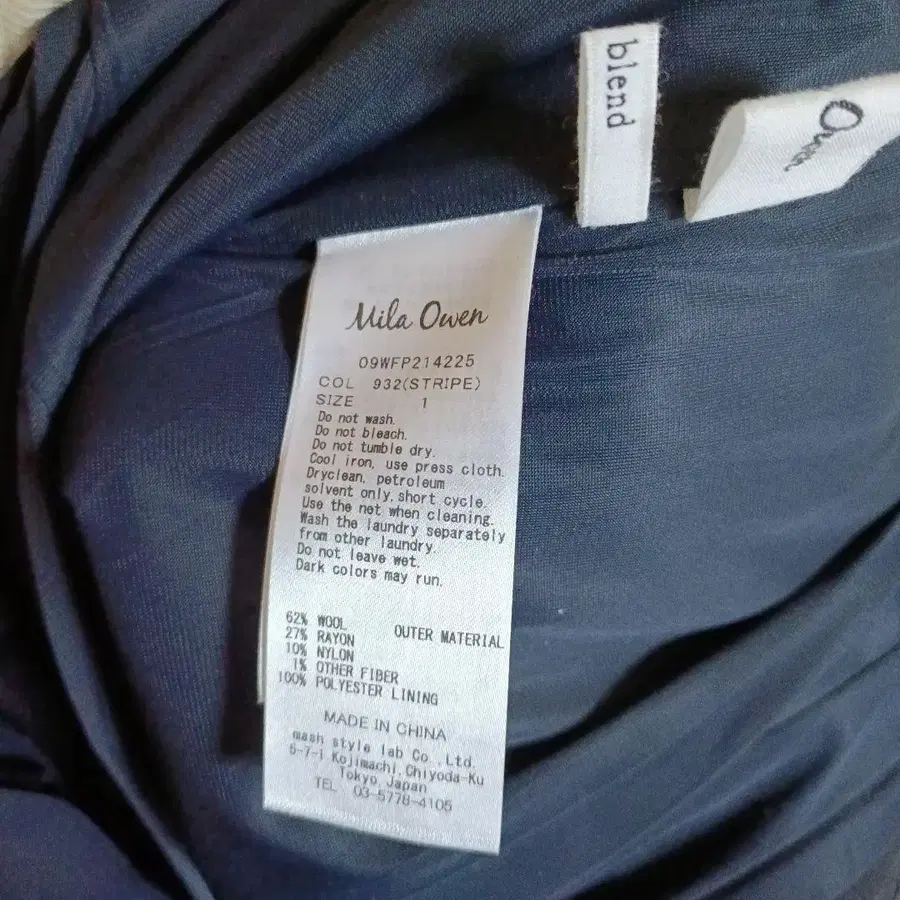 blend
Owen
Mila Owen
09WFP214225
COL 932(STRIPE)
SIZE 1
Do not wash.
Do not bleach.
Do not tumble dry.
Cool iron, use press cloth.
Dryclean, petroleum
solvent only, short cycle.
Use the net when cleaning.
Wash the laundry separately
from other laundry.
Do not leave wet.
Dark colors may run.
62% WOOL
27% RAYON OUTER MATERIAL
10% NYLON
1% OTHER FIBER
100% POLYESTER LINING
MADE IN CHINA
mash style lab Co.,Ltd.
5-7-1 Kojimachi,Chiyoda-Ku
Tokyo,Japan
TEL 03-5778-4105